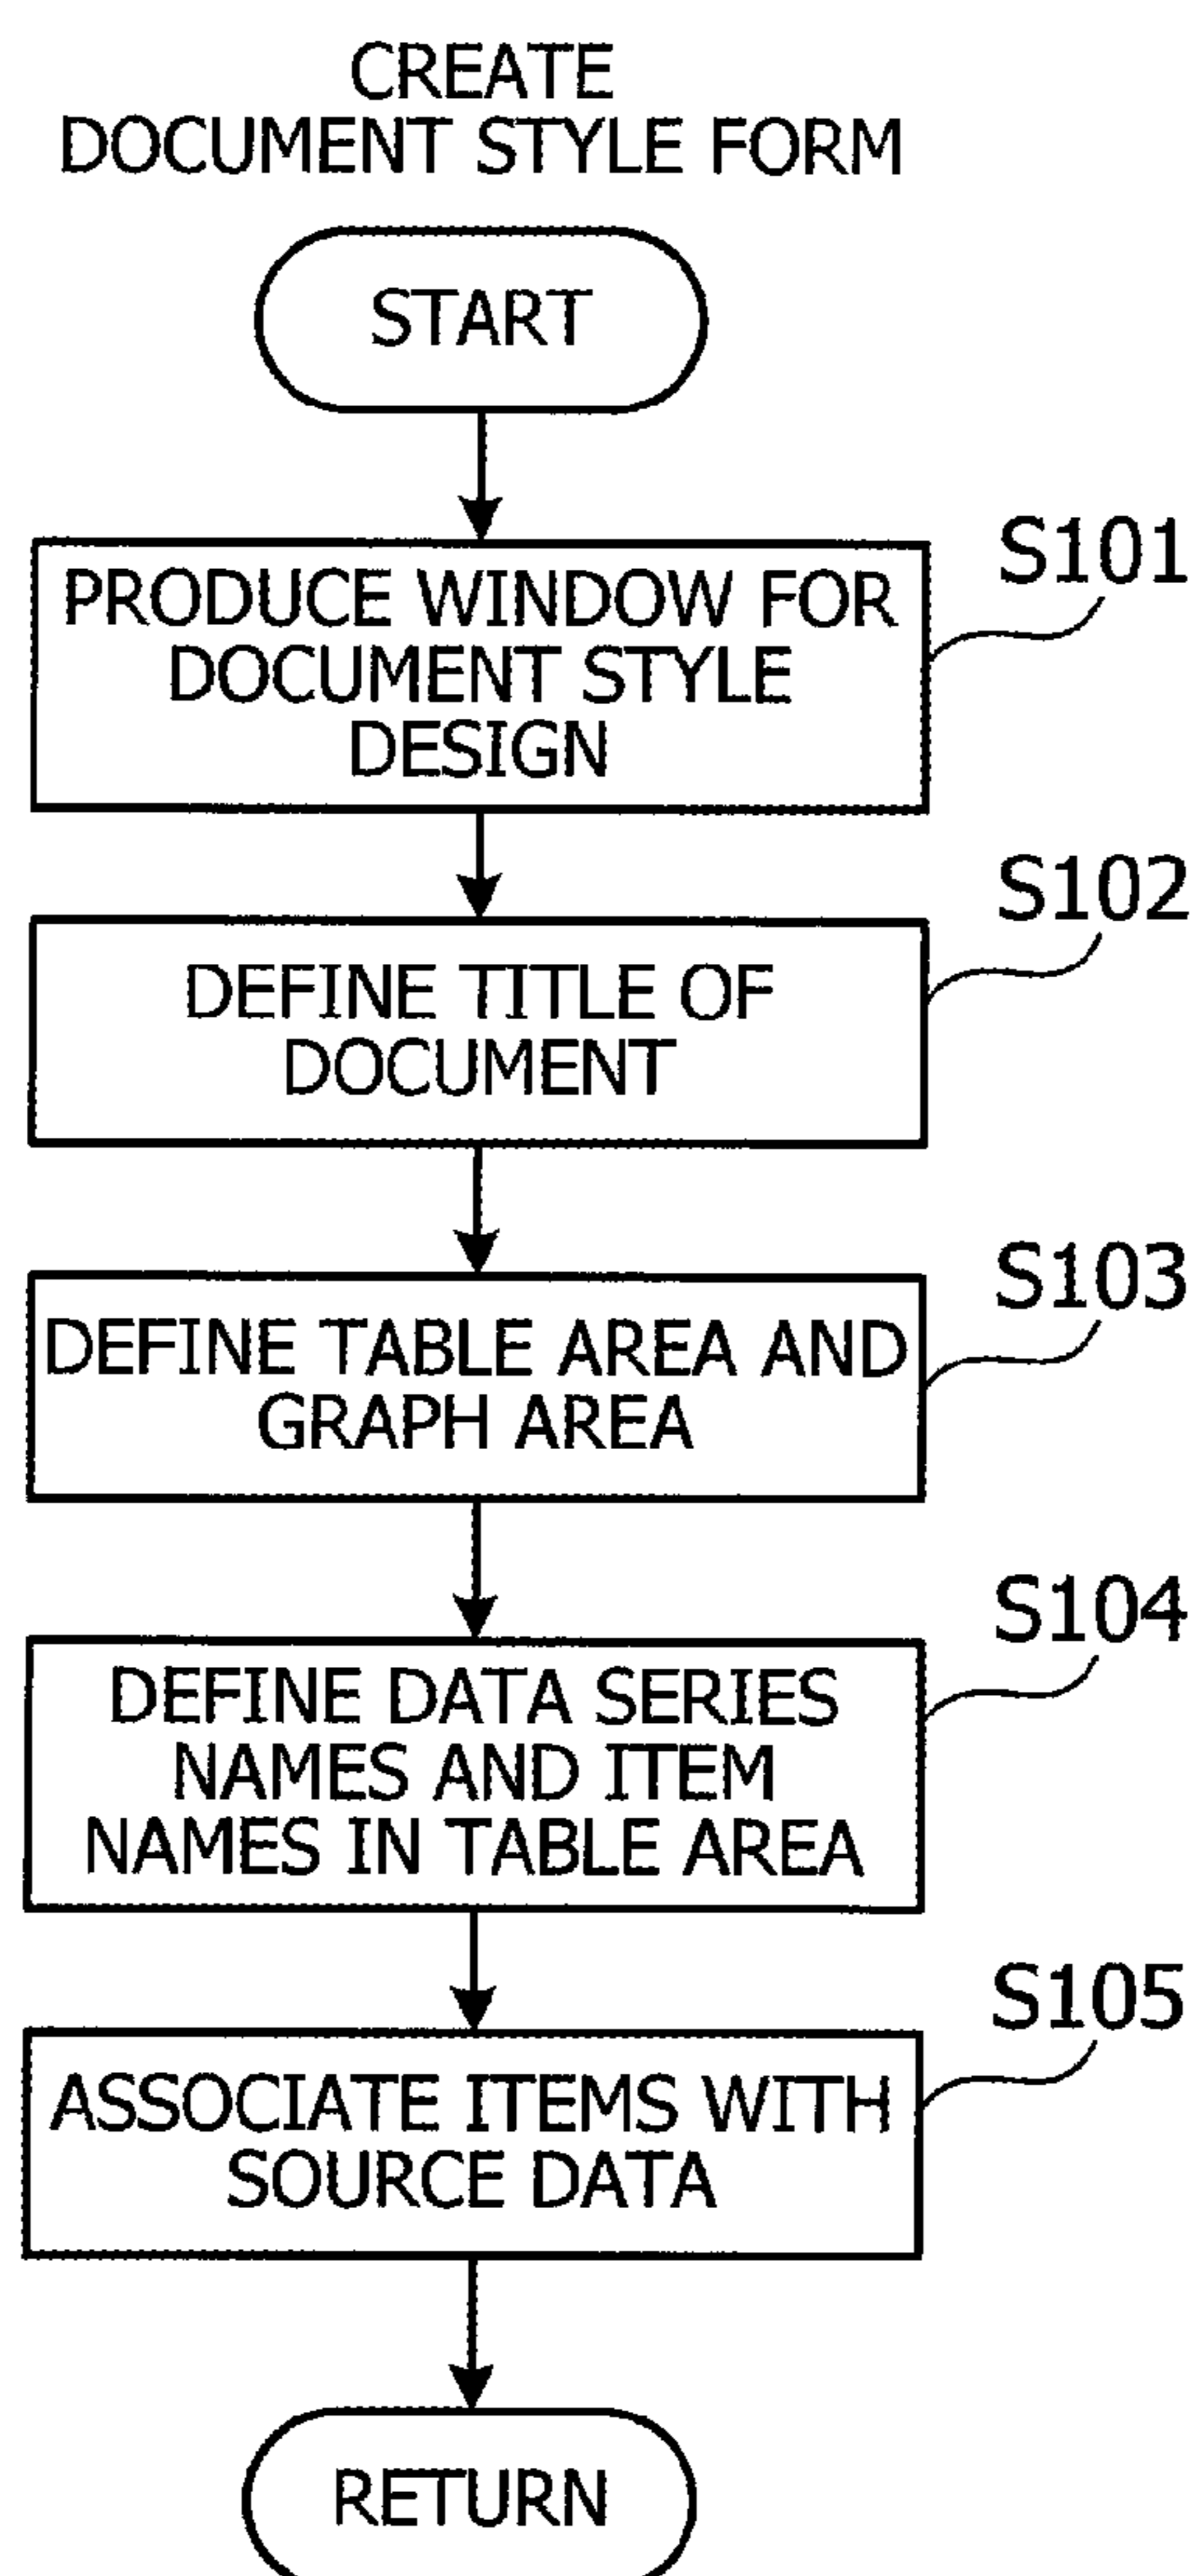 CREATE
DOCUMENT STYLE FORM
START
S101
PRODUCE WINDOW FOR
DOCUMENT STYLE
DESIGN
S102
DEFINE TITLE OF
DOCUMENT
S103
DEFINE TABLE AREA AND
GRAPH AREA
S104
DEFINE DATA SERIES
NAMES AND ITEM
NAMES IN TABLE AREA
S105
ASSOCIATE ITEMS WITH
SOURCE DATA
RETURN